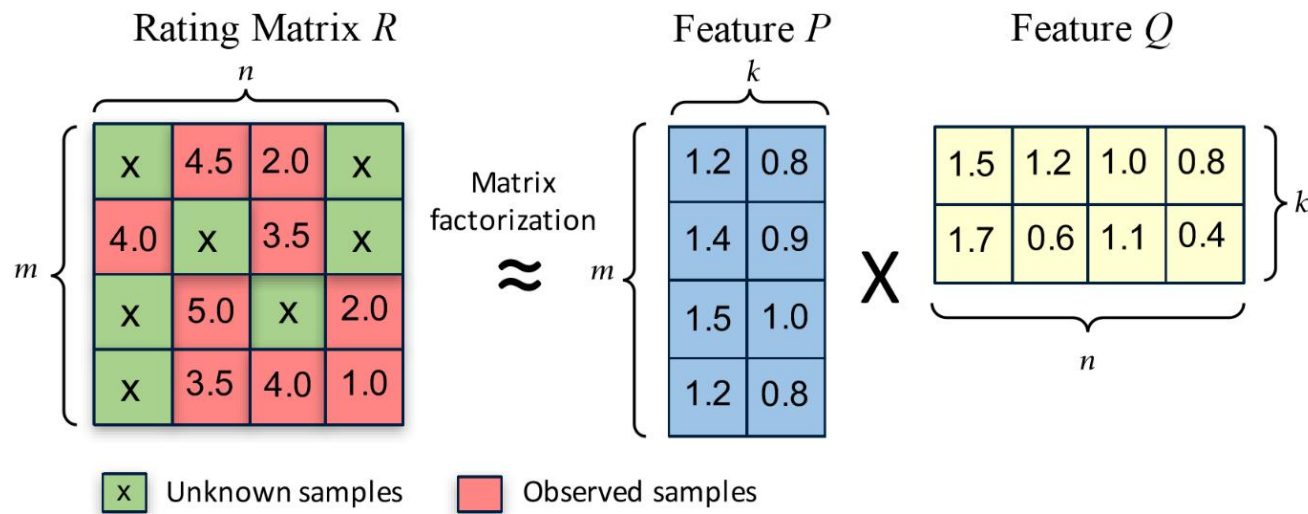 Rating Matrix R
Feature P
Feature Q
n
k
m
x 4.5 2.0 x
4.0 x 3.5 x
x 5.0 x 2.0
x 3.5 4.0 1.0
Matrix
factorization
≈
m
1.2 0.8
1.4 0.9
1.5 1.0
1.2 0.8
X
1.5 1.2 1.0 0.8
1.7 0.6 1.1 0.4
k
n
x Unknown samples
Observed samples